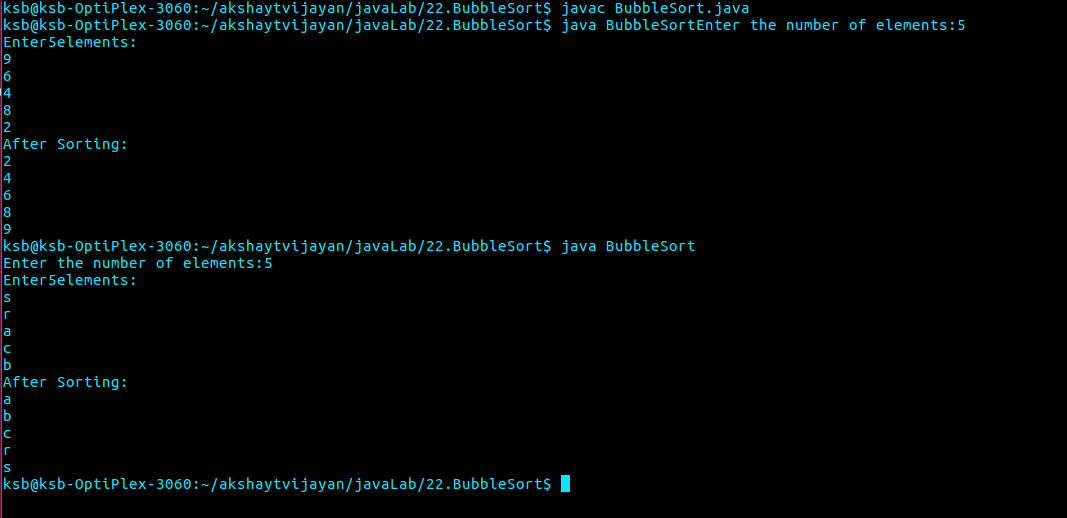 ksb@ksb-OptiPlex-3060:~/akshaytvijayan/javaLab/22.BubbleSort$ javac BubbleSort.java
ksb@ksb-OptiPlex-3060:~/akshaytvijayan/javaLab/22.BubbleSort$ java BubbleSortEnter the number of elements:5
Enter5elements:
9
6
4
8
2
After Sorting:
2
4
6
8
9
ksb@ksb-OptiPlex-3060:~/akshaytvijayan/javaLab/22.BubbleSort$ java BubbleSort
Enter the number of elements:5
Enter5elements:
s
r
a
c
b
After Sorting:
a
b
c
r
s
ksb@ksb-OptiPlex-3060:~/akshaytvijayan/javaLab/22.BubbleSort$